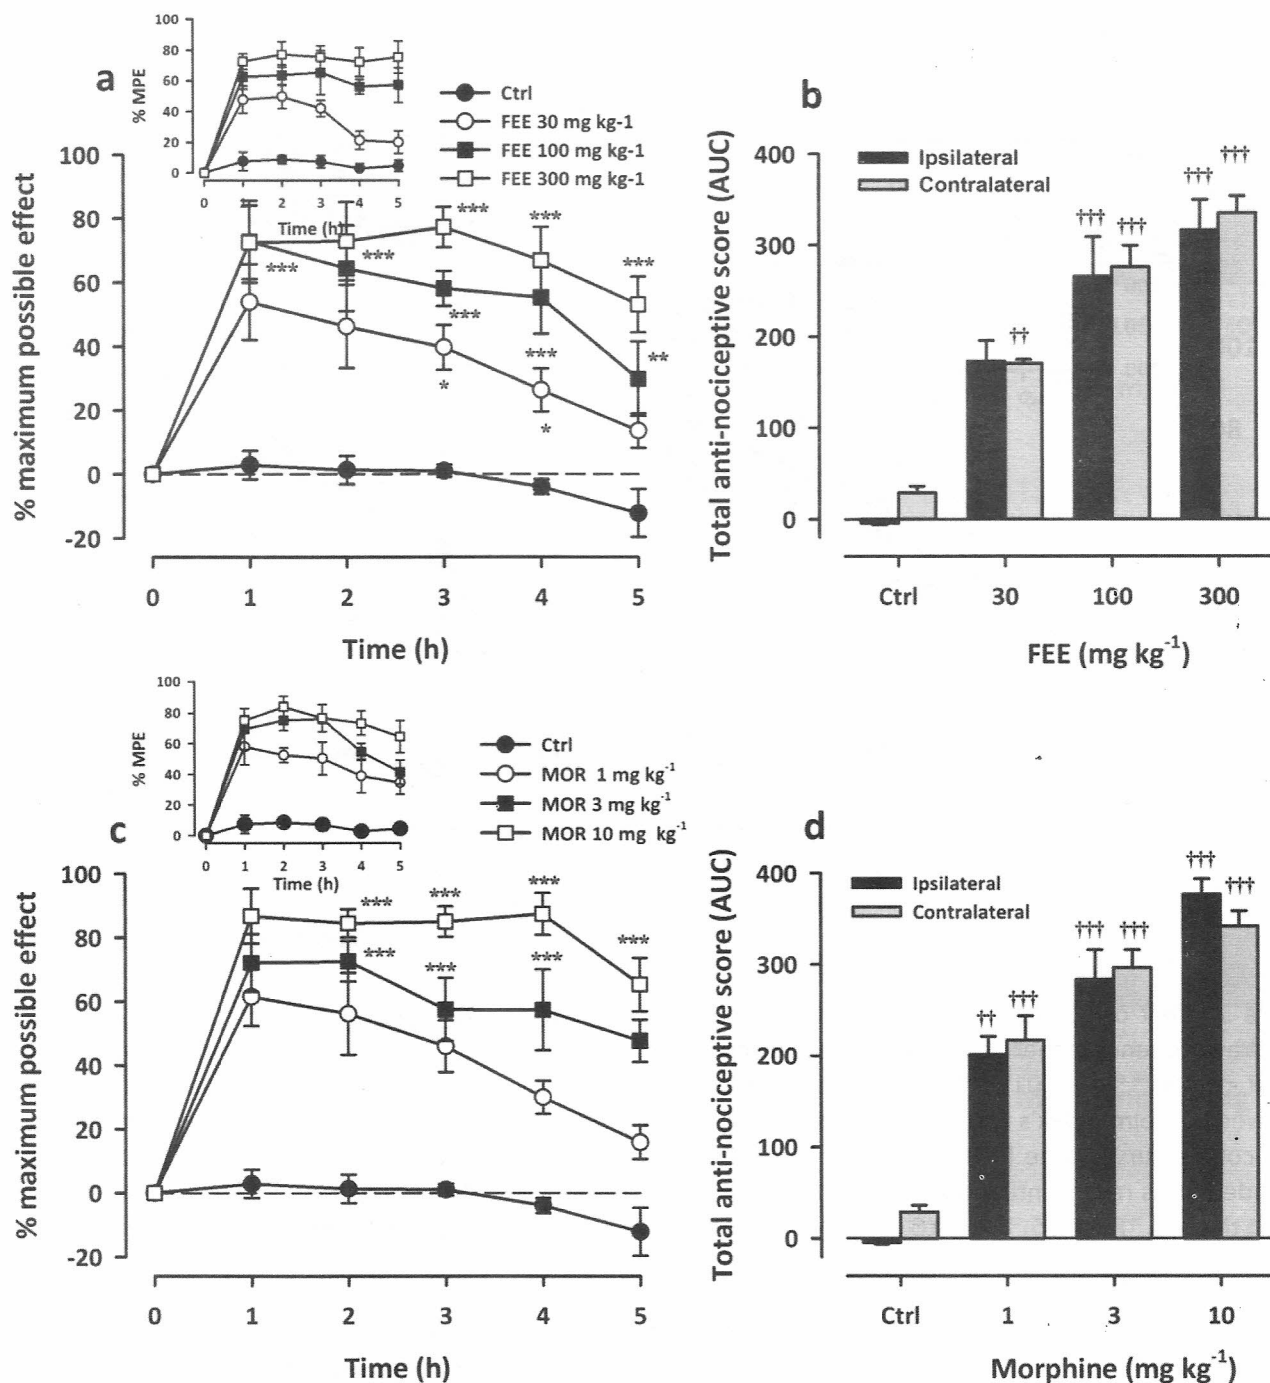 a
% MPE
100
80
60
40
20
0
0 1 2 3 4 5
Time (h)
Ctrl
FEE 30 mg kg-1
FEE 100 mg kg-1
FEE 300 mg kg-1
% maximum possible effect
100
80
60
40
20
0
-20
*** *** ***
*** *** ***
*** **
* *
0 1 2 3 4 5
Time (h)
b
Total anti-nociceptive score (AUC)
400
300
200
100
0
Ipsilateral
Contralateral
†† ††† ††† ††† †††
Ctrl 30 100 300
FEE (mg kg-1)
c
% MPE
100
80
60
40
20
0
0 1 2 3 4 5
Time (h)
Ctrl
MOR 1 mg kg-1
MOR 3 mg kg-1
MOR 10 mg kg-1
% maximum possible effect
100
80
60
40
20
0
-20
*** *** *** ***
*** *** ***
0 1 2 3 4 5
Time (h)
d
Total anti-nociceptive score (AUC)
400
300
200
100
0
Ipsilateral
Contralateral
†† ††† ††† ††† ††† †††
Ctrl 1 3 10
Morphine (mg kg-1)